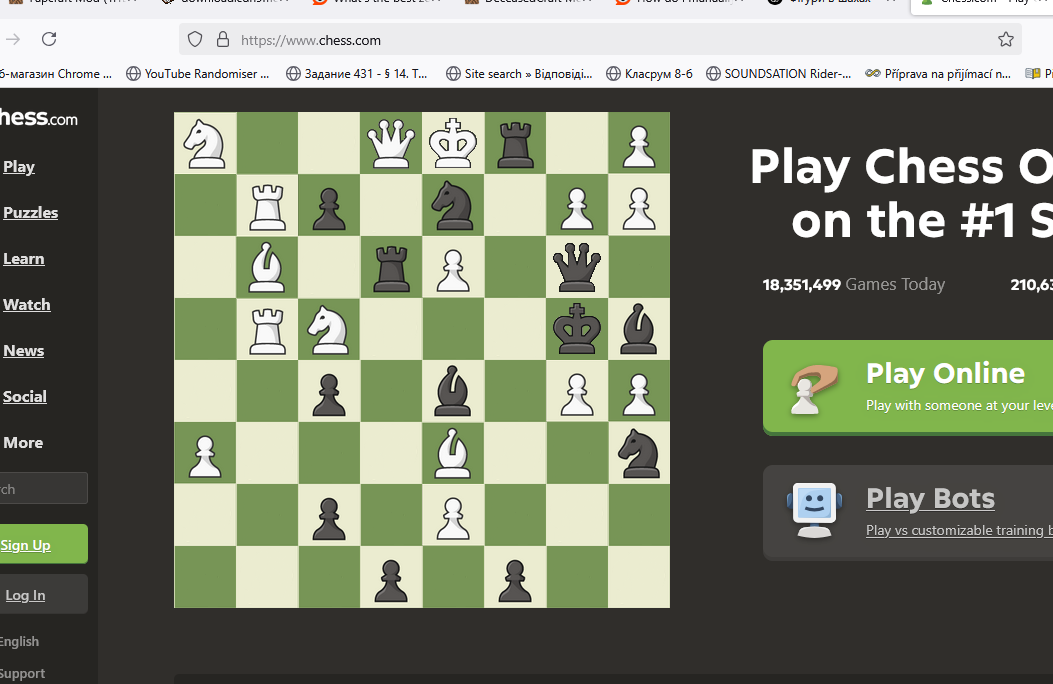 https://www.chess.com
YouTube Randomiser ...
Задание 431 - § 14. Т...
Site search » Відповіді...
Класрум 8-б
SOUNDSATION Rider-...
Příprava na přijímací n...
б-магазин Chrome ...
hess.com
Play
Puzzles
Learn
Watch
News
Social
More
ch
Sign Up
Log In
English
Support
Play Chess O
on the #1 S
18,351,499 Games Today
210,63
Play Online
Play with someone at your leve
Play Bots
Play vs customizable training b